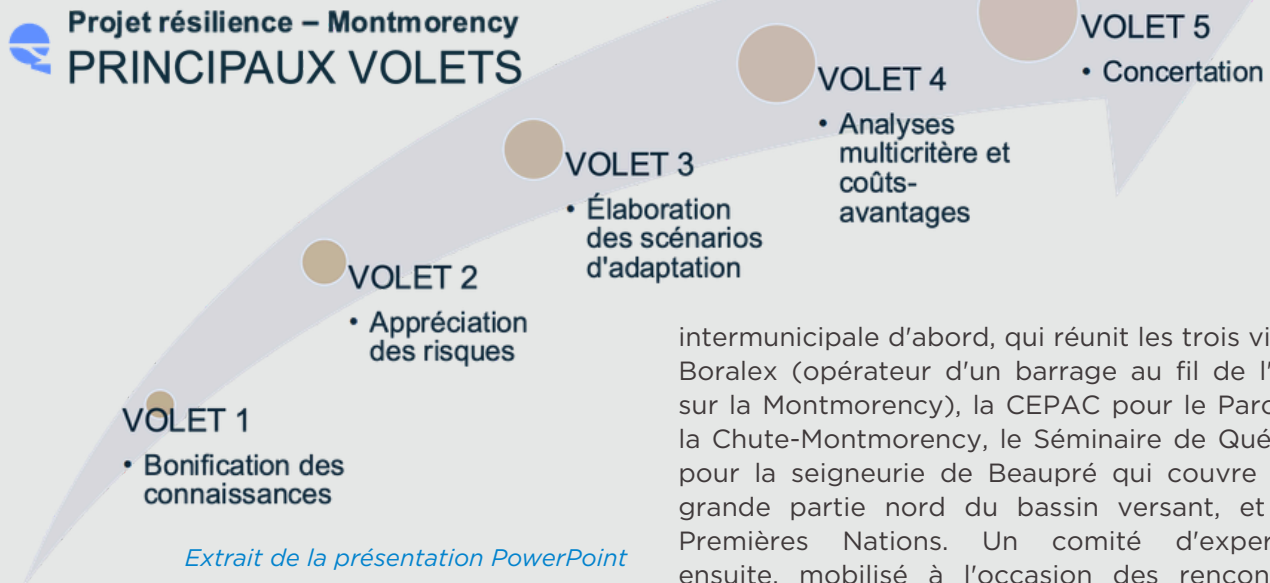 Projet résilience – Montmorency
PRINCIPAUX VOLETS
VOLET 1
• Bonification des
connaissances
VOLET 2
• Appréciation
des risques
VOLET 3
• Élaboration
des scénarios
d'adaptation
VOLET 4
• Analyses
multicritère et
coûts-
avantages
VOLET 5
• Concertation
Extrait de la présentation PowerPoint
intermunicipale d'abord, qui réunit les trois
Boralex (opérateur d'un barrage au fil de
sur la Montmorency), la CEPAC pour le
la Chute-Montmorency, le Séminaire de
pour la seigneurie de Beaupré qui couvre
grande partie nord du bassin versant, et
Premières Nations. Un comité
ensuite, mobilisé à l'occasion des